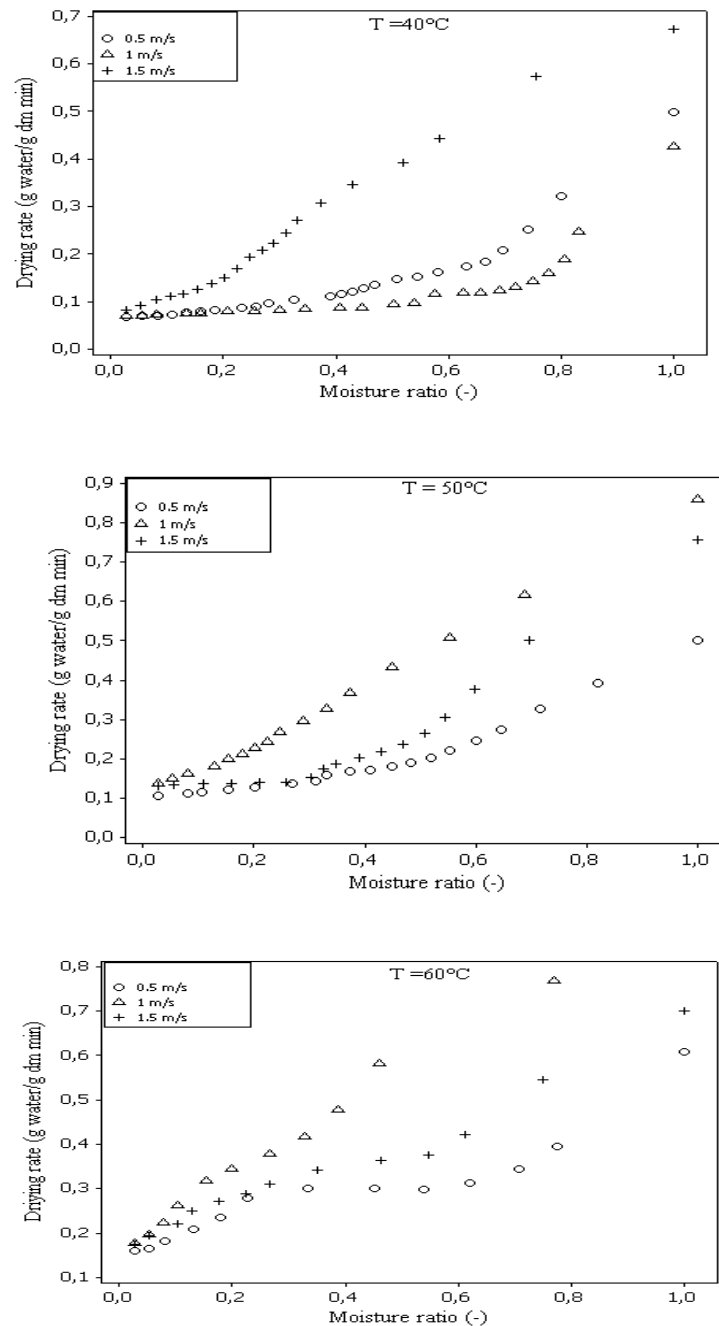 T =40°C
0.5 m/s
1 m/s
1.5 m/s
Drying rate (g water/g dm min)
0,7
0,6
0,5
0,4
0,3
0,2
0,1
0,0
0,0 0,2 0,4 0,6 0,8 1,0
Moisture ratio (-)
T = 50°C
0.5 m/s
1 m/s
1.5 m/s
Drying rate (g water/g dm min)
0,9
0,8
0,7
0,6
0,5
0,4
0,3
0,2
0,1
0,0
0,0 0,2 0,4 0,6 0,8 1,0
Moisture ratio (-)
T =60°C
0.5 m/s
1 m/s
1.5 m/s
Driying rate (g water/g dm min)
0,8
0,7
0,6
0,5
0,4
0,3
0,2
0,1
0,0 0,2 0,4 0,6 0,8 1,0
Moisture ratio (-)